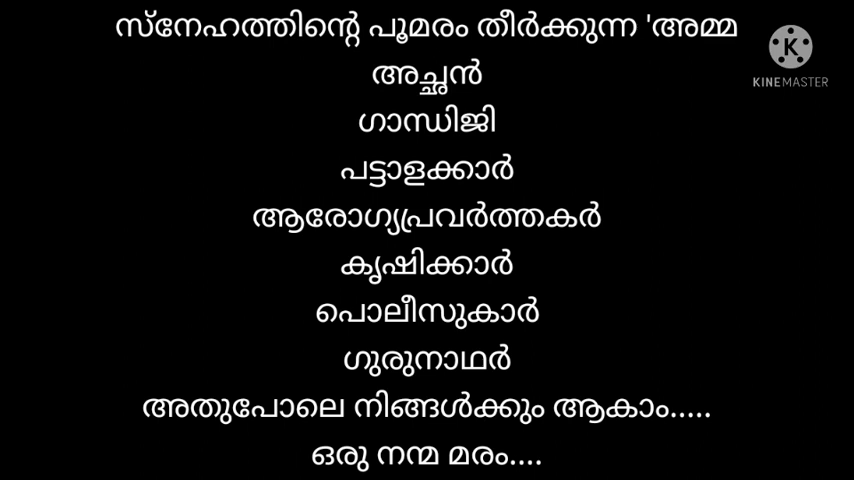 സ്നേഹത്തിന്റെ പൂമരം തീർക്കുന്ന 'അമ്മ
അച്ഛൻ
ഗാന്ധിജി
പട്ടാളക്കാർ
ആരോഗ്യപ്രവർത്തകർ
കൃഷിക്കാർ
പൊലീസുകാർ
ഗുരുനാഥർ
അതുപോലെ നിങ്ങൾക്കും ആകാം.....
ഒരു നന്മ മരം....
K
KINEMASTER